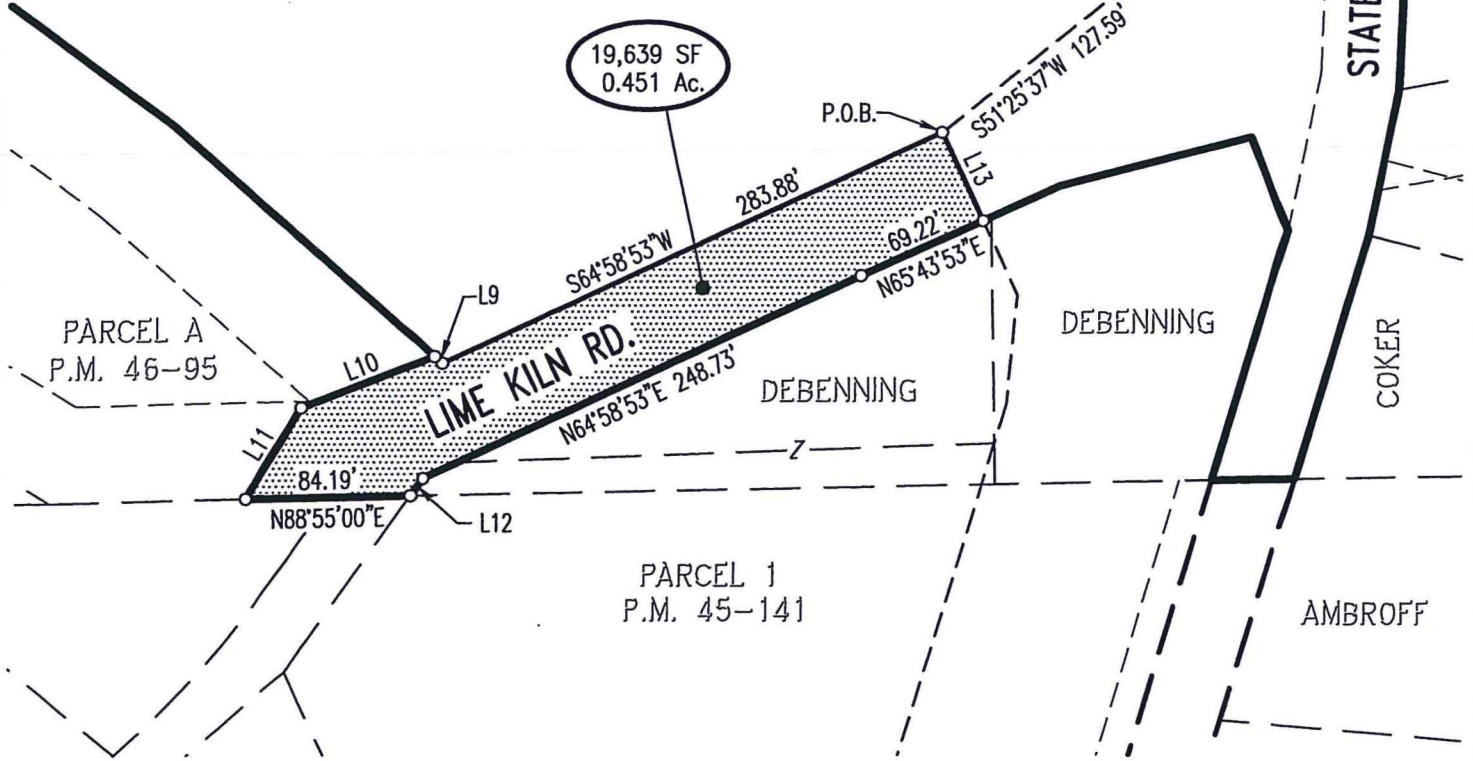 19,639 SF
0.451 Ac.
P.O.B.
S51°25'37"W 127.59'
STATE
L13
283.88'
S64°58'53"W
69.22'
N65°43'53"E
L9
L10
PARCEL A
P.M. 46-95
LIME KILN RD.
N64°58'53"E 248.73'
DEBENNING
DEBENNING
COKER
L11
84.19'
N88°55'00"E
L12
Z
PARCEL 1
P.M. 45-141
AMBROFF